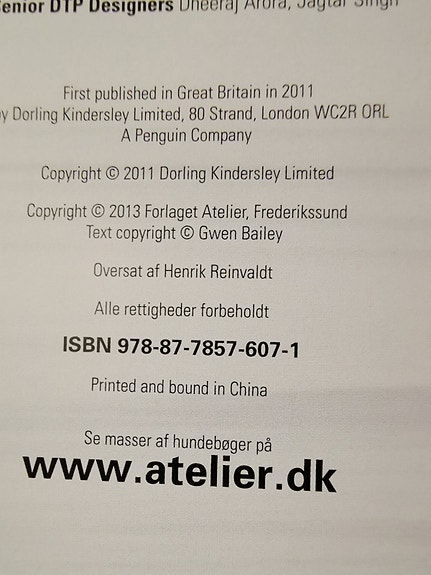 Senior DTP Designers Dheeraj Arora, Jagtar Singh
First published in Great Britain in 2011
by Dorling Kindersley Limited, 80 Strand, London WC2R ORL
A Penguin Company
Copyright © 2011 Dorling Kindersley Limited
Copyright © 2013 Forlaget Atelier, Frederikssund
Text copyright © Gwen Bailey
Oversat af Henrik Reinvaldt
Alle rettigheder forbeholdt
ISBN 978-87-7857-607-1
Printed and bound in China
Se masser af hundebøger på
www.atelier.dk